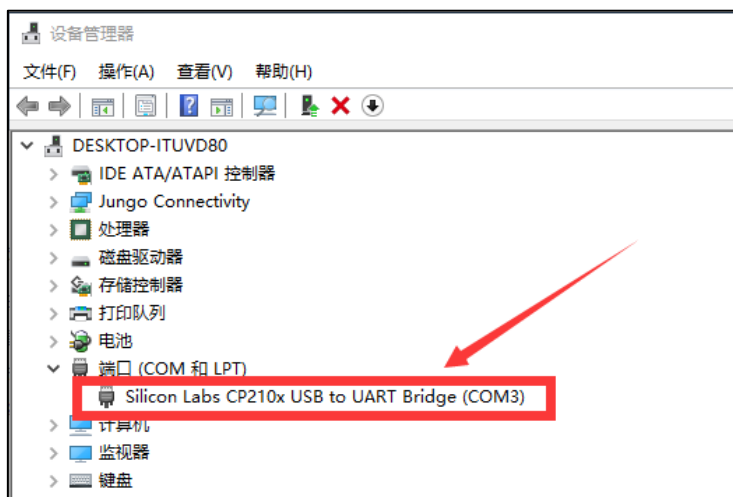 设备管理器
文件(F) 操作(A) 查看(V) 帮助(H)
DESKTOP-ITUVD80
IDE ATA/ATAPI 控制器
Jungo Connectivity
处理器
磁盘驱动器
存储控制器
打印队列
电池
端口 (COM 和 LPT)
Silicon Labs CP210x USB to UART Bridge (COM3)
计算机
监视器
键盘